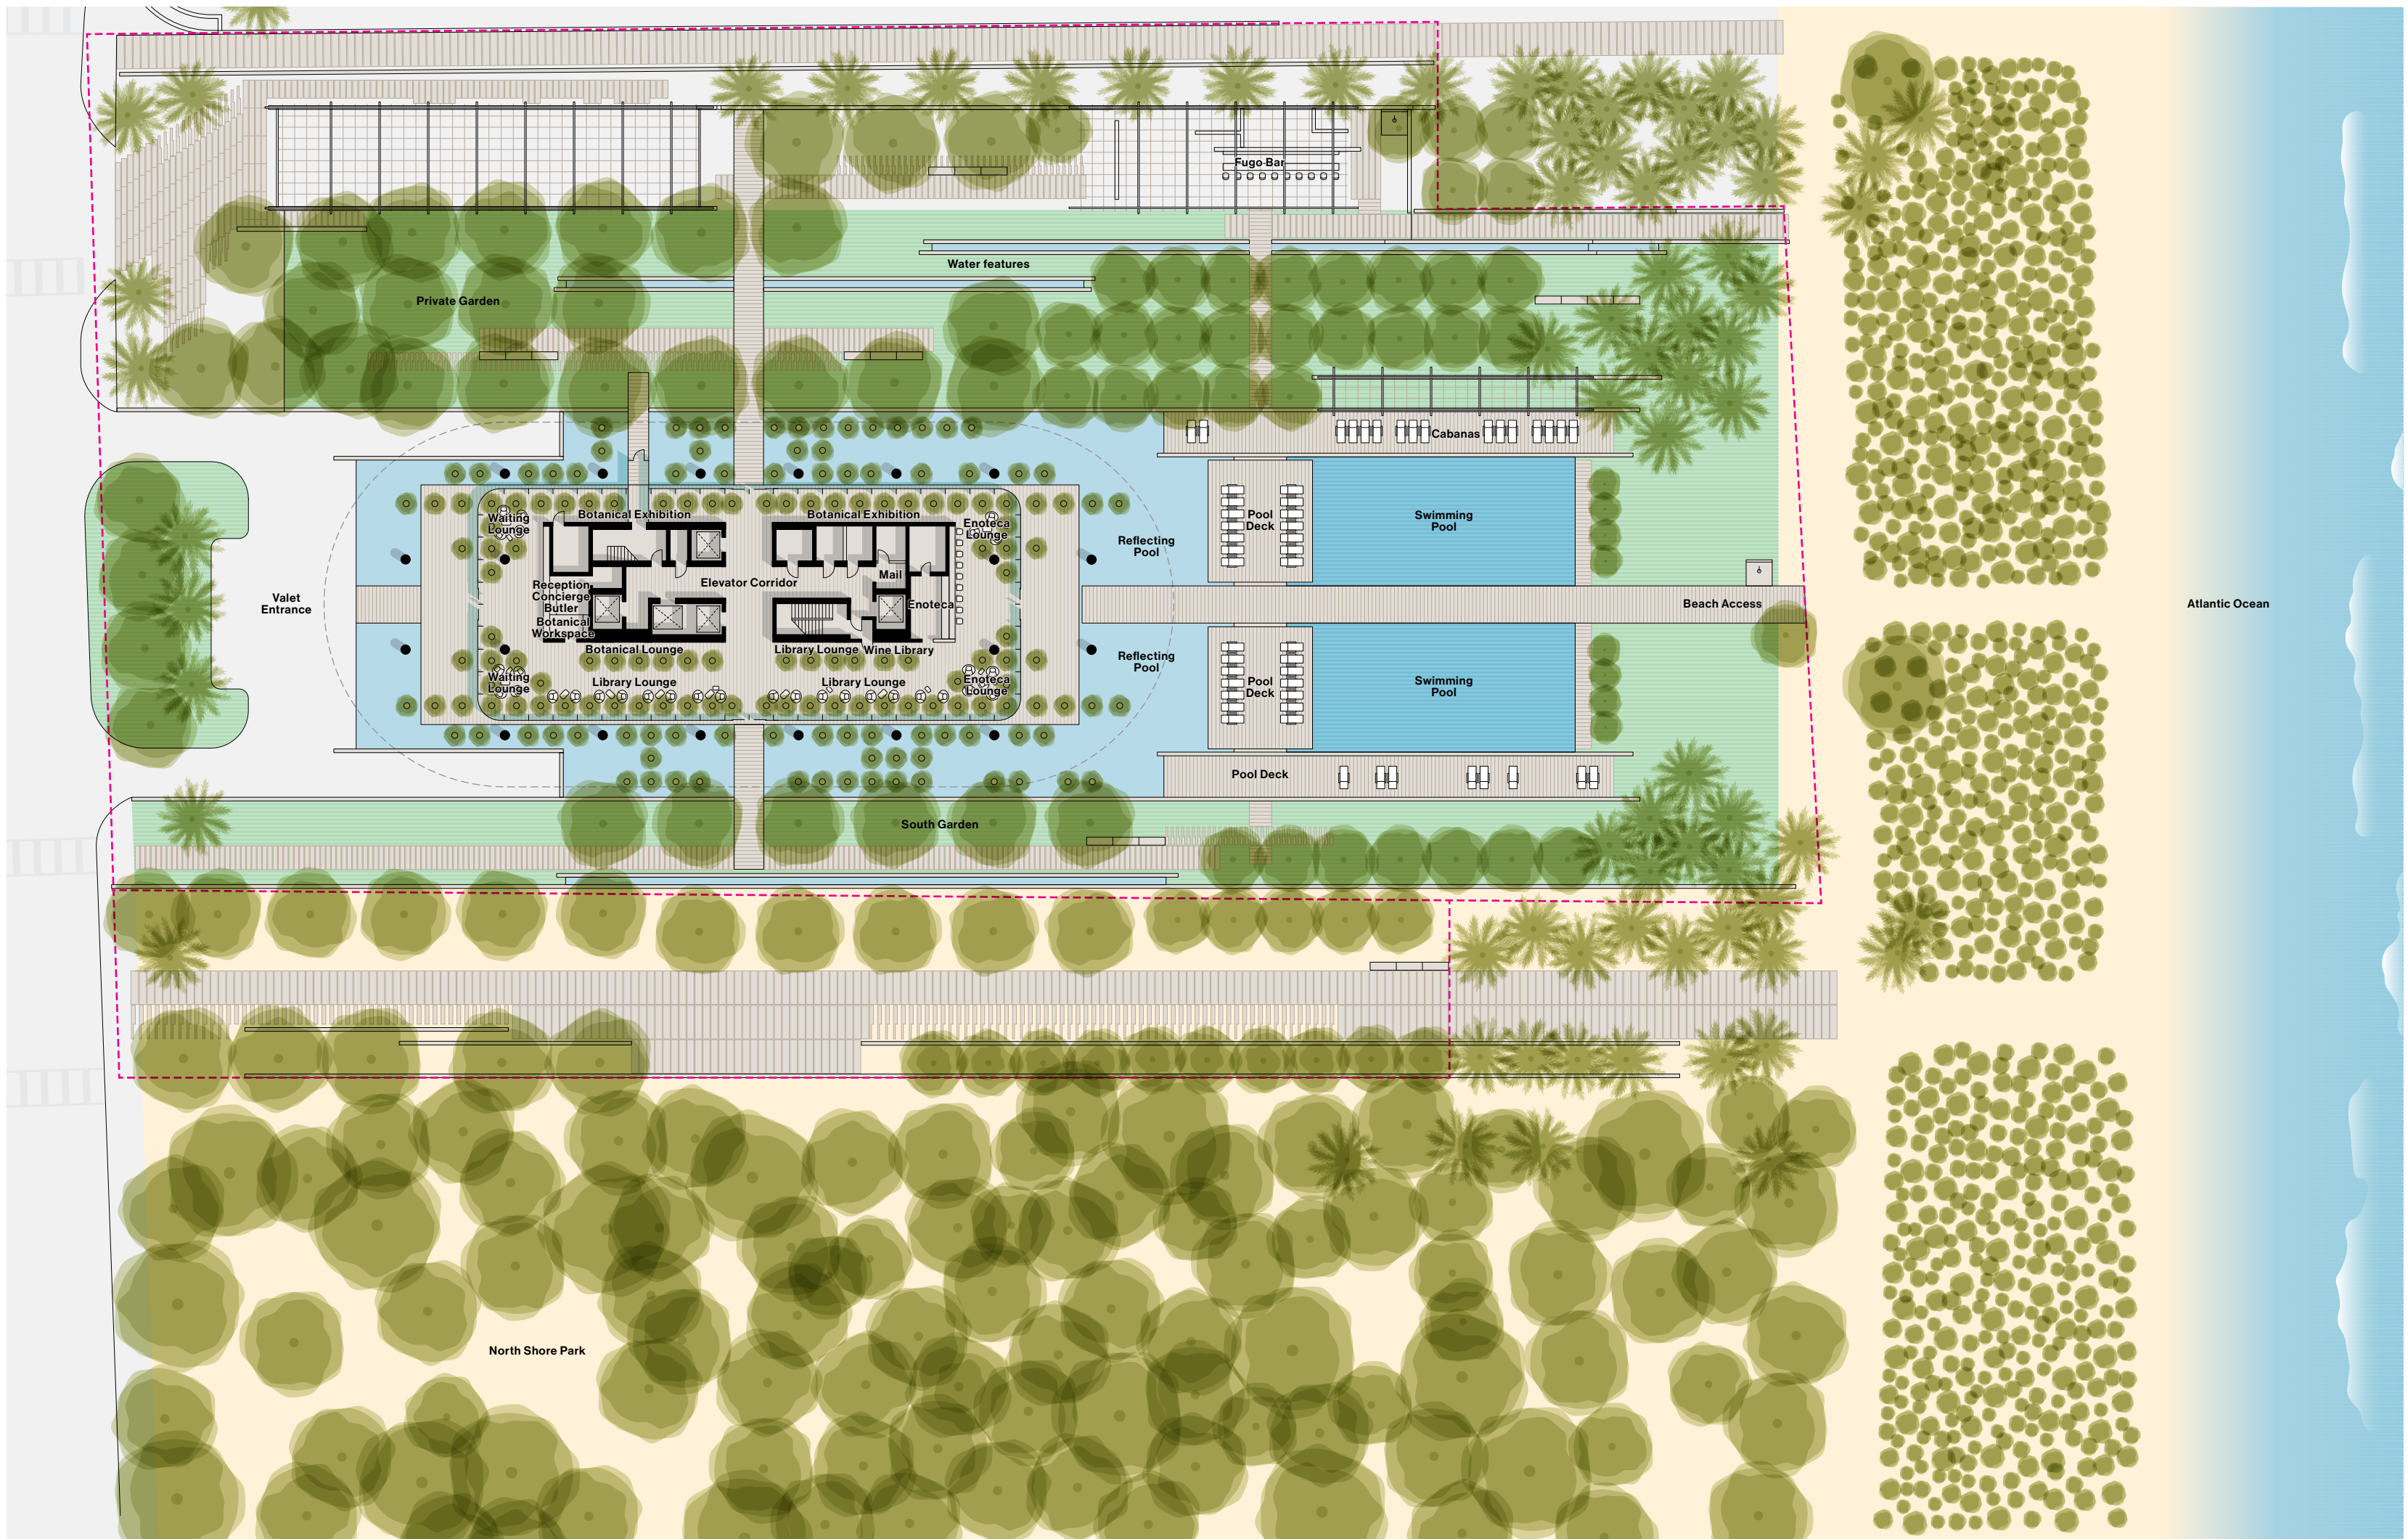 Fugo Bar
Water features
Private Garden
Cabanas
Waiting
Lounge
Botanical Exhibition
Botanical Exhibition
Enoteca
Lounge
Pool
Deck
Swimming
Pool
Reflecting
Pool
Mail
Elevator Corridor
Reception
Concierge
Butler
Botanical
Workspace
Enoteca
Valet
Entrance
Beach Access
Atlantic Ocean
Botanical Lounge
Library Lounge
Wine Library
Reflecting
Pool
Waiting
Lounge
Library Lounge
Library Lounge
Enoteca
Lounge
Pool
Deck
Swimming
Pool
Pool Deck
South Garden
North Shore Park